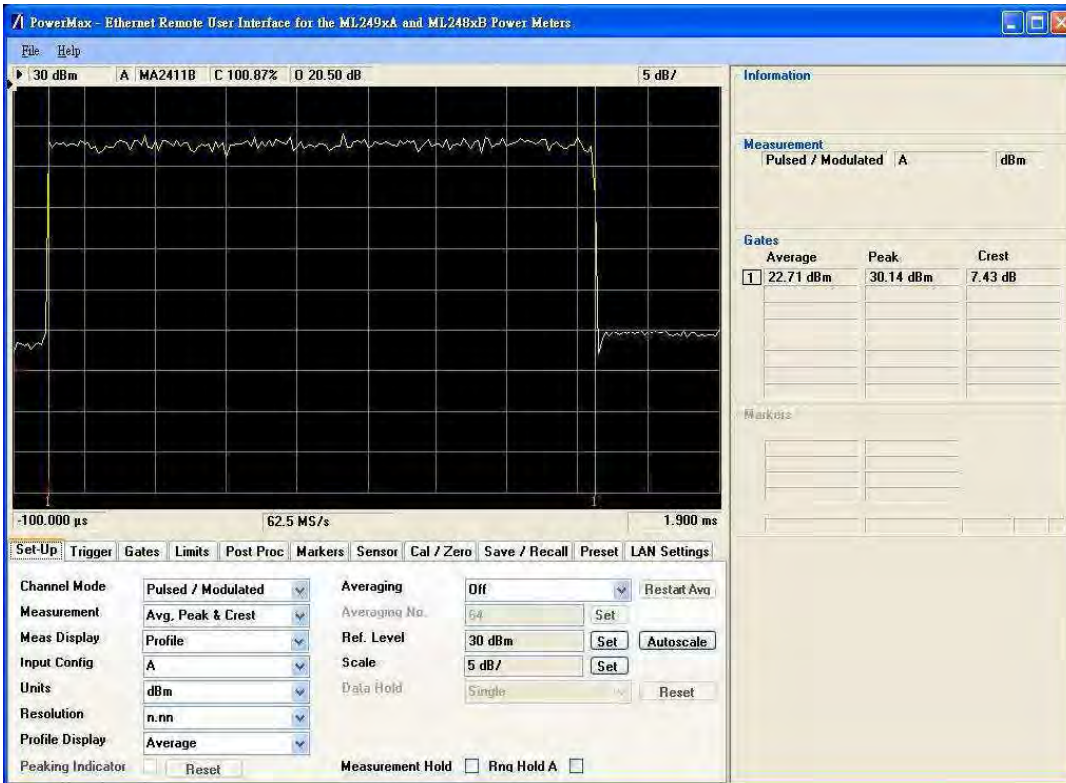 PowerMax - Ethernet Remote User Interface for the ML249xA and ML248xB Power Meters
File Help
30 dBm A MA2411B C 100.87% O 20.50 dB 5 dB/
1 1'
-100.000 µs 62.5 MS/s 1.900 ms
Information
Measurement
Pulsed / Modulated A dBm
Gates
Average Peak Crest
1 22.71 dBm 30.14 dBm 7.43 dB
Markers
Set-Up Trigger Gates Limits Post Proc Markers Sensor Cal / Zero Save / Recall Preset LAN Settings
Channel Mode Pulsed / Modulated Averaging Off Restart Avg
Measurement Avg, Peak & Crest Averaging No. 64 Set
Meas Display Profile Ref. Level 30 dBm Set Autoscale
Input Config A Scale 5 dB/ Set
Units dBm Data Hold Single Reset
Resolution n.nn
Profile Display Average
Peaking Indicator Reset Measurement Hold Rng Hold A